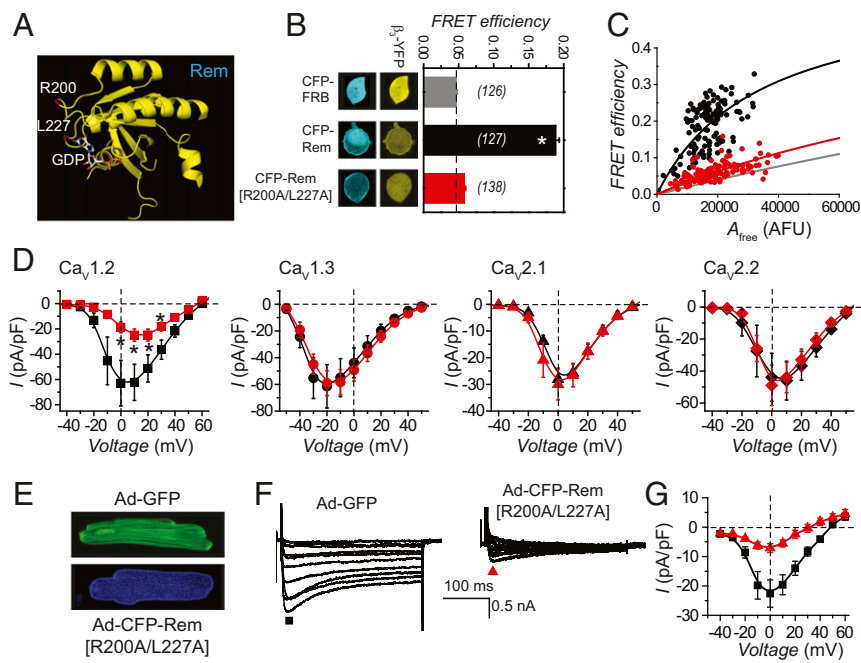 A
Rem
R200
L227
GDP
B
FRET efficiency
β3-YFP
0.00
0.05
0.10
0.15
0.20
CFP-
FRB
(126)
CFP-
Rem
(127)
*
CFP-Rem
[R200A/L227A]
(138)
C
FRET efficiency
0.4
0.3
0.2
0.1
0.0
0 20000 40000 60000
Afree (AFU)
D
CaV1.2
I (pA/pF)
0
-20
-40
-60
-80
* * * *
-40 -20 0 20 40 60
Voltage (mV)
CaV1.3
I (pA/pF)
0
-20
-40
-60
-80
-40 -20 0 20 40
Voltage (mV)
CaV2.1
I (pA/pF)
0
-10
-20
-30
-40
-40 -20 0 20 40
Voltage (mV)
CaV2.2
I (pA/pF)
0
-20
-40
-60
-40 -20 0 20 40
Voltage (mV)
E
Ad-GFP
Ad-CFP-Rem
[R200A/L227A]
F
Ad-GFP
Ad-CFP-Rem
[R200A/L227A]
100 ms
0.5 nA
G
I (pA/pF)
10
0
-10
-20
-30
-40 -20 0 20 40 60
Voltage (mV)